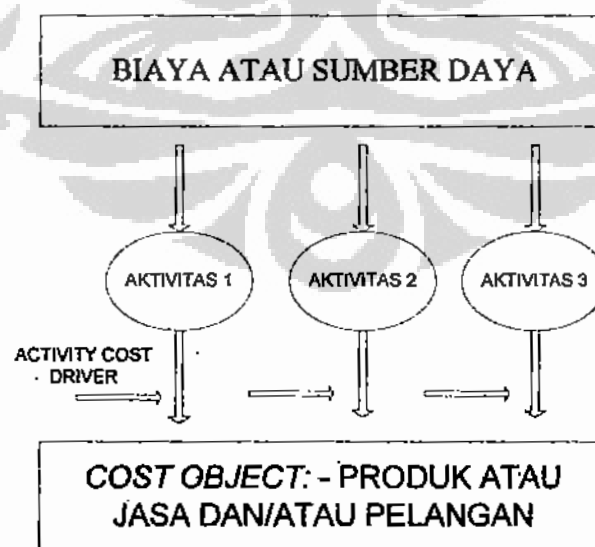 BIAYA ATAU SUMBER DAYA
AKTIVITAS 1
AKTIVITAS 2
AKTIVITAS 3
ACTIVITY COST
DRIVER
COST OBJECT: - PRODUK ATAU
JASA DAN/ATAU PELANGAN